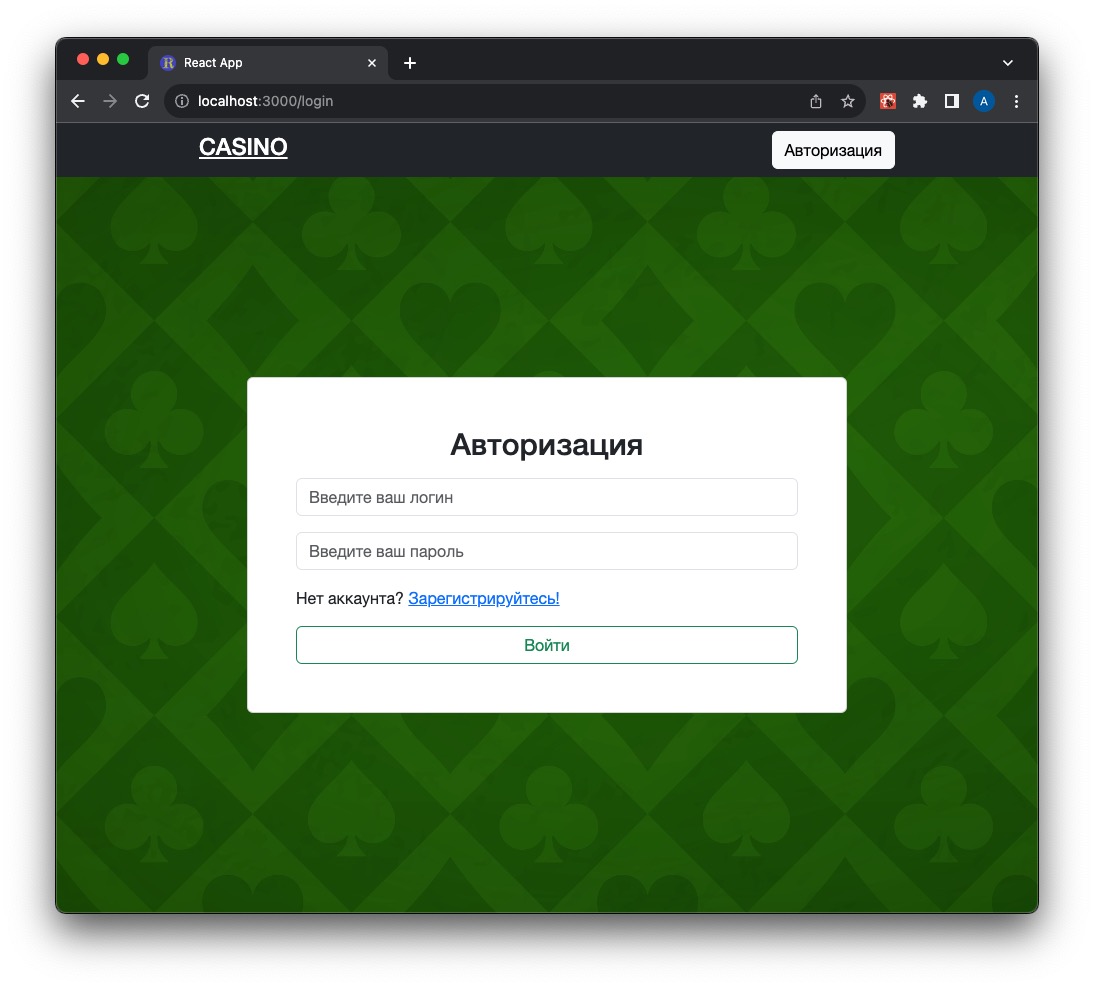 React App
localhost:3000/login
A
CASINO
Авторизация
Авторизация
Введите ваш логин
Введите ваш пароль
Нет аккаунта? Зарегистрируйтесь!
Войти